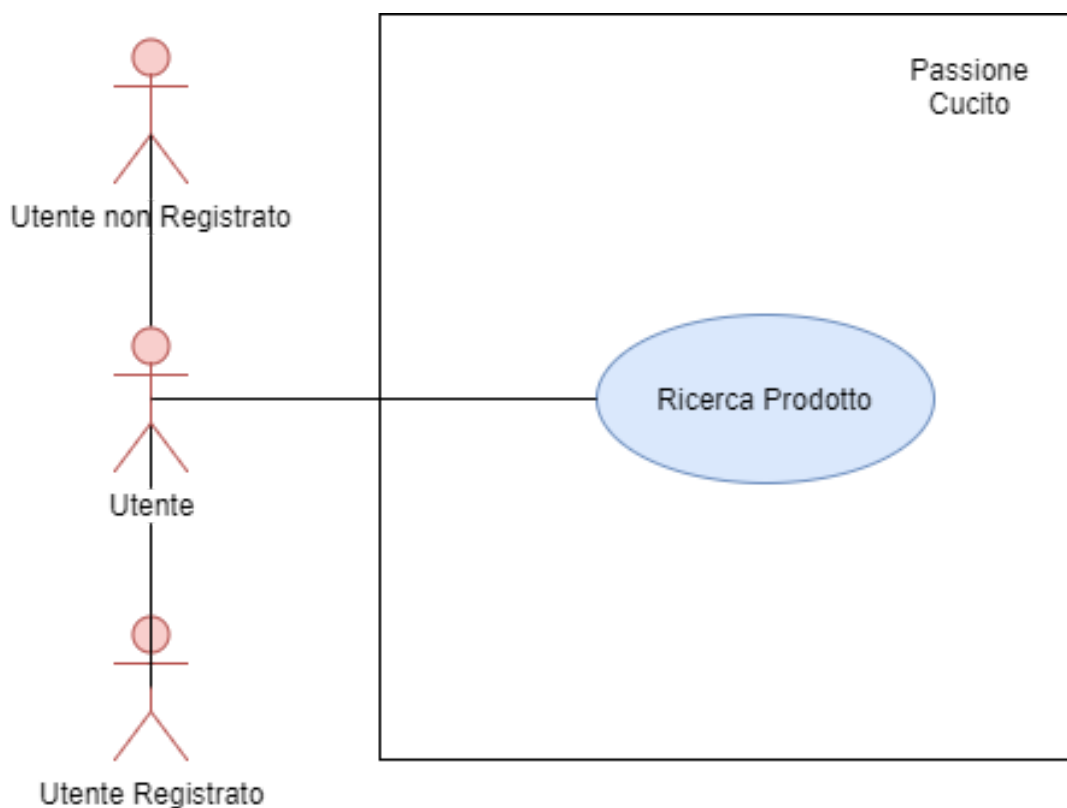 Passione
Cucito
Utente non Registrato
Ricerca Prodotto
Utente
Utente Registrato